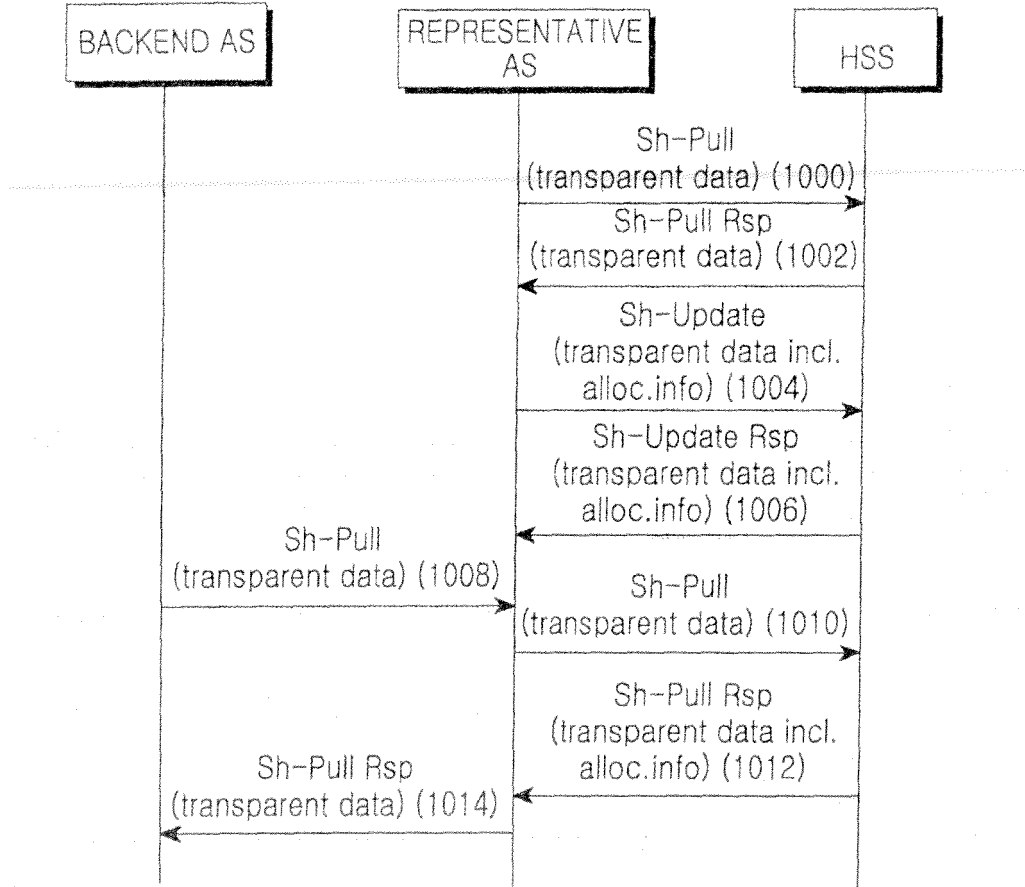 BACKEND AS
REPRESENTATIVE
AS
HSS
Sh-Pull
(transparent data) (1000)
Sh-Pull Rsp
(transparent data) (1002)
Sh-Update
(transparent data incl.
alloc.info) (1004)
Sh-Update Rsp
(transparent data incl.
alloc.info) (1006)
Sh-Pull
(transparent data) (1008)
Sh-Pull
(transparent data) (1010)
Sh-Pull Rsp
(transparent data incl.
alloc.info) (1012)
Sh-Pull Rsp
(transparent data) (1014)